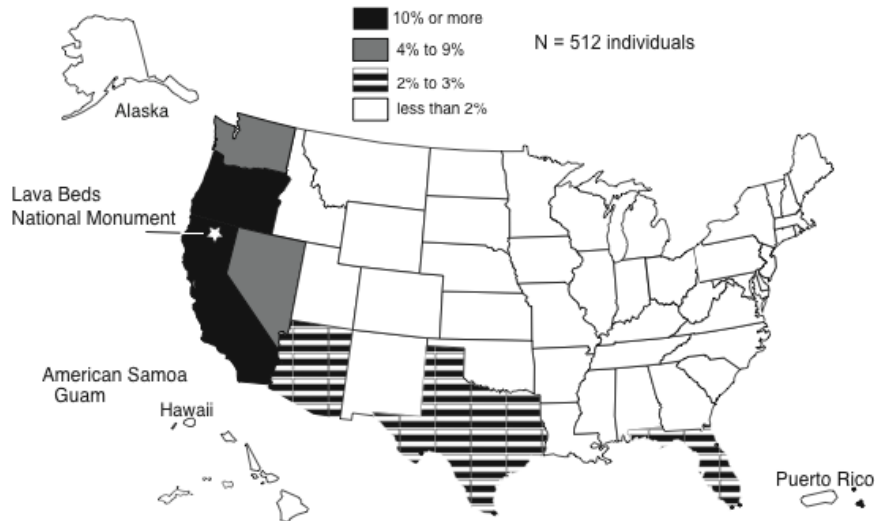 10% or more
4% to 9%
2% to 3%
less than 2%
N = 512 individuals
Alaska
Lava Beds
National Monument
American Samoa
Guam
Hawaii
Puerto Rico